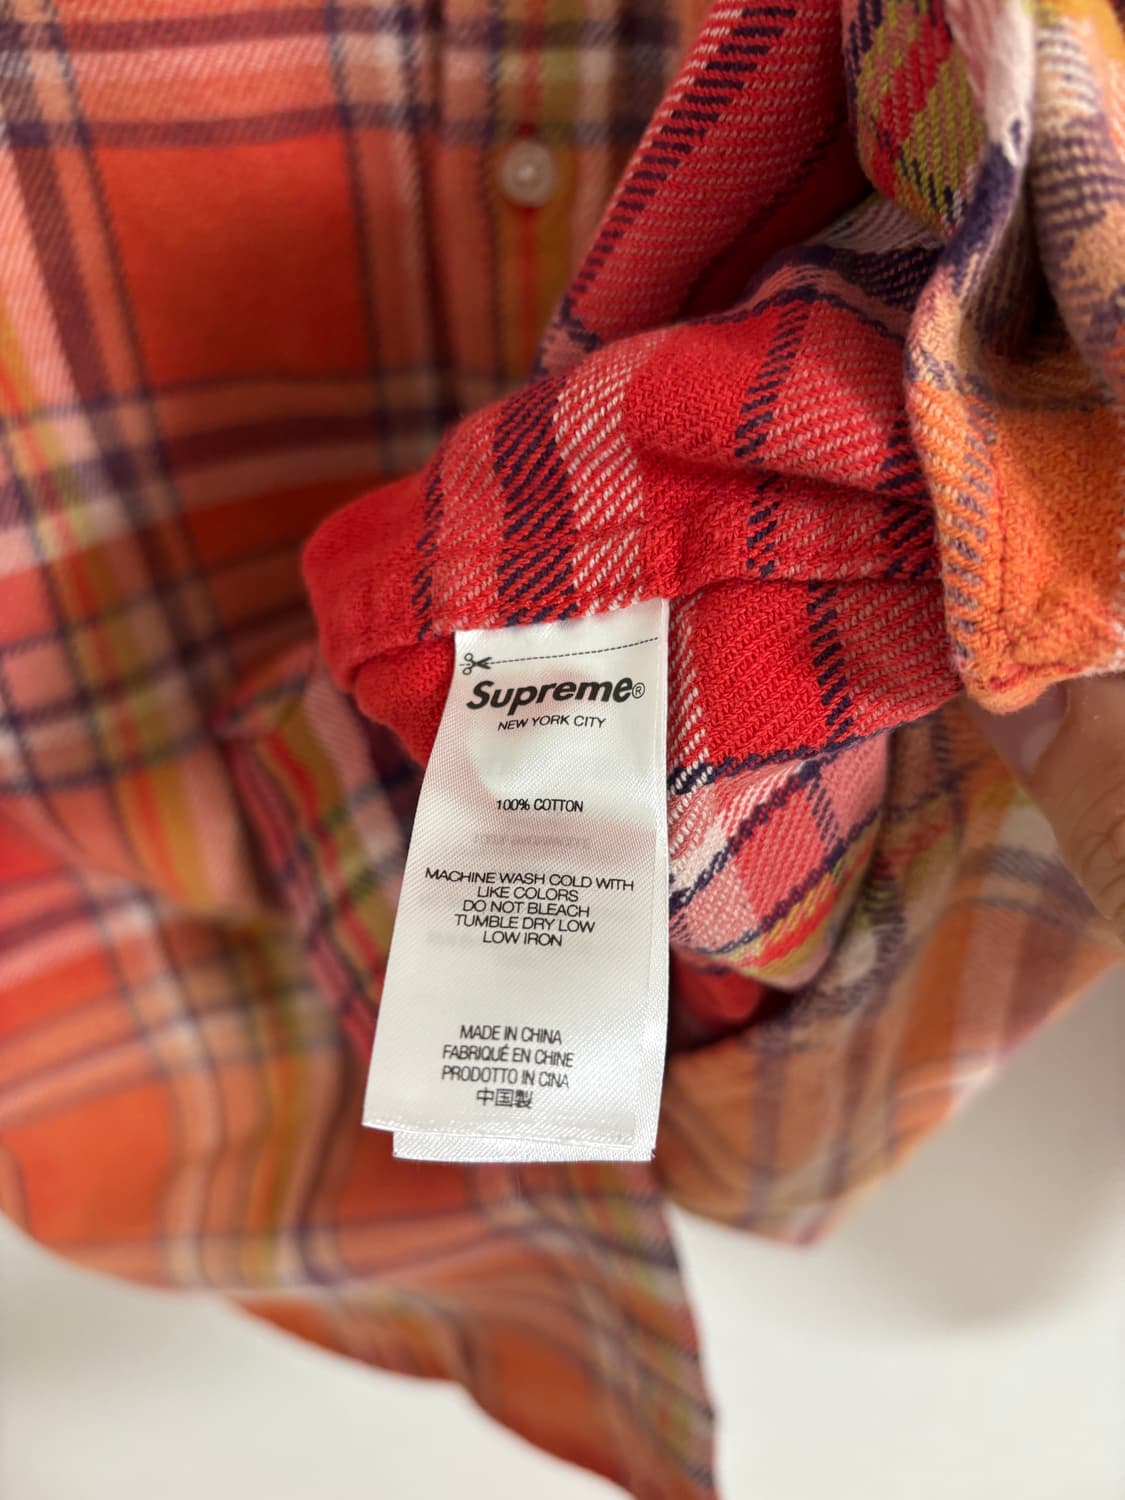 Supreme®
NEW YORK CITY
100% COTTON
MACHINE WASH COLD WITH
LIKE COLORS
DO NOT BLEACH
TUMBLE DRY LOW
LOW IRON
MADE IN CHINA
FABRIQUÉ EN CHINE
PRODOTTO IN CINA
中国製